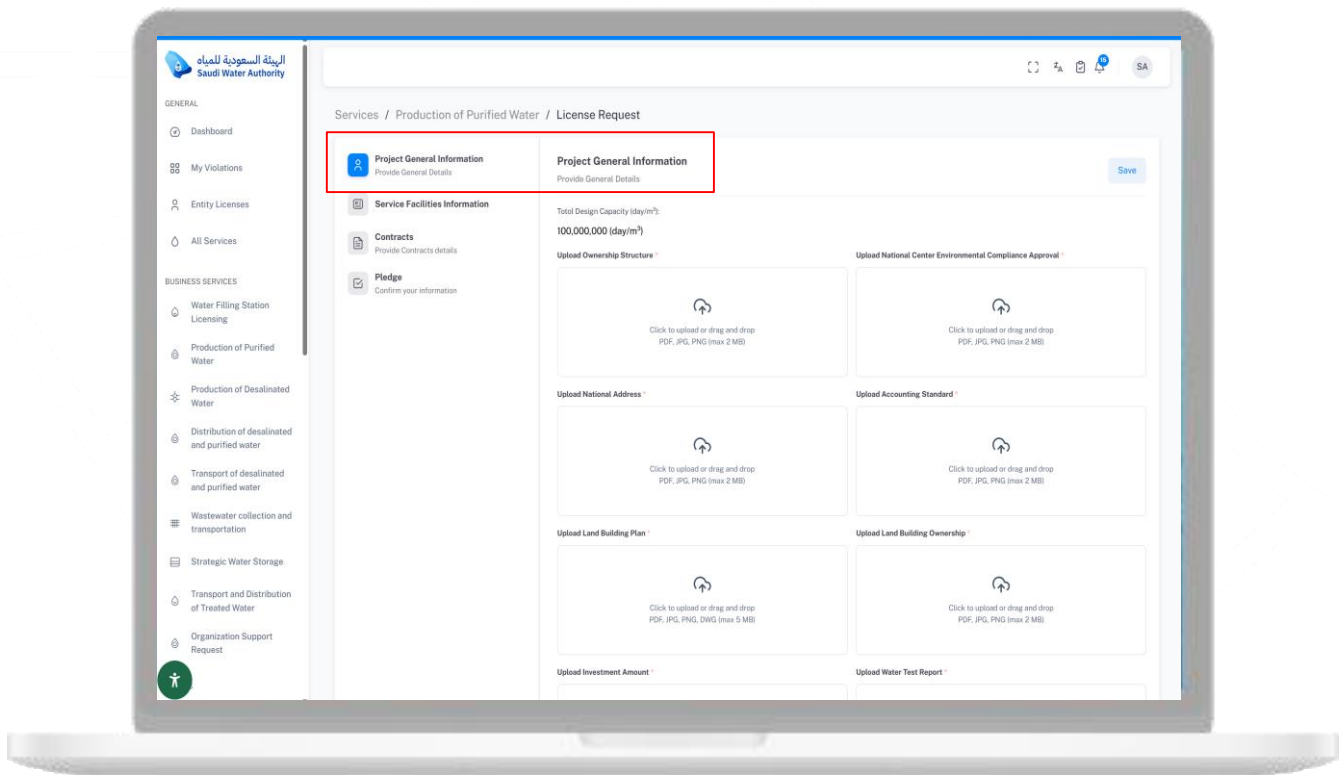 الهيئة السعودية للمياه
Saudi Water Authority
GENERAL
Dashboard
My Violations
Entity Licenses
All Services
BUSINESS SERVICES
Water Filling Station
Licensing
Production of Purified
Water
Production of Desalinated
Water
Distribution of desalinated
and purified water
Transport of desalinated
and purified water
Wastewater collection and
transportation
Strategic Water Storage
Transport and Distribution
of Treated Water
Organization Support
Request
15
SA
Services / Production of Purified Water / License Request
Project General Information
Provide General Details
Service Facilities Information
Contracts
Provide Contracts details
Pledge
Confirm your information
Project General Information
Provide General Details
Save
Totol Design Capacity (day/m³):
100,000,000 (day/m³)
Upload Ownership Structure *
Click to upload or drag and drop
PDF, JPG, PNG (max 2 MB)
Upload National Center Environmental Compliance Approval *
Click to upload or drag and drop
PDF, JPG, PNG (max 2 MB)
Upload National Address *
Click to upload or drag and drop
PDF, JPG, PNG (max 2 MB)
Upload Accounting Standard *
Click to upload or drag and drop
PDF, JPG, PNG (max 2 MB)
Upload Land Building Plan *
Click to upload or drag and drop
PDF, JPG, PNG, DWG (max 5 MB)
Upload Land Building Ownership *
Click to upload or drag and drop
PDF, JPG, PNG (max 2 MB)
Upload Investment Amount *
Upload Water Test Report *